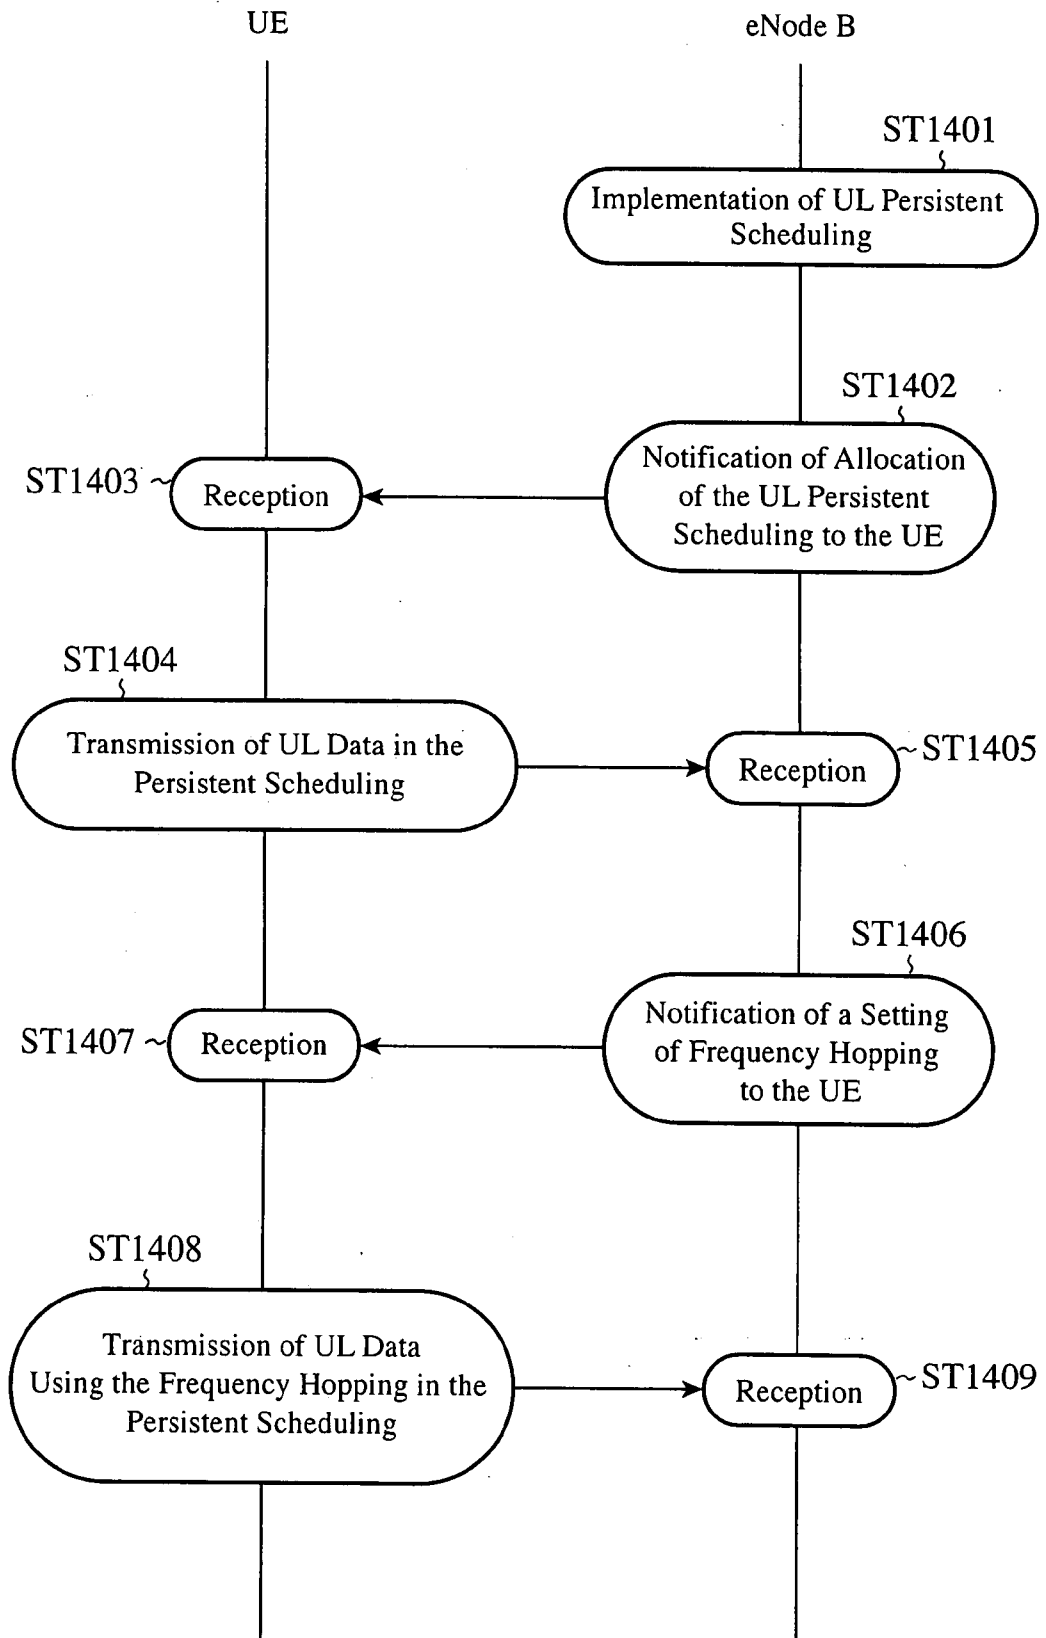 UE
eNode B
ST1401
Implementation of UL Persistent
Scheduling
ST1402
Notification of Allocation
of the UL Persistent
Scheduling to the UE
ST1403
Reception
ST1404
Transmission of UL Data in the
Persistent Scheduling
ST1405
Reception
ST1406
Notification of a Setting
of Frequency Hopping
to the UE
ST1407
Reception
ST1408
Transmission of UL Data
Using the Frequency Hopping in the
Persistent Scheduling
ST1409
Reception